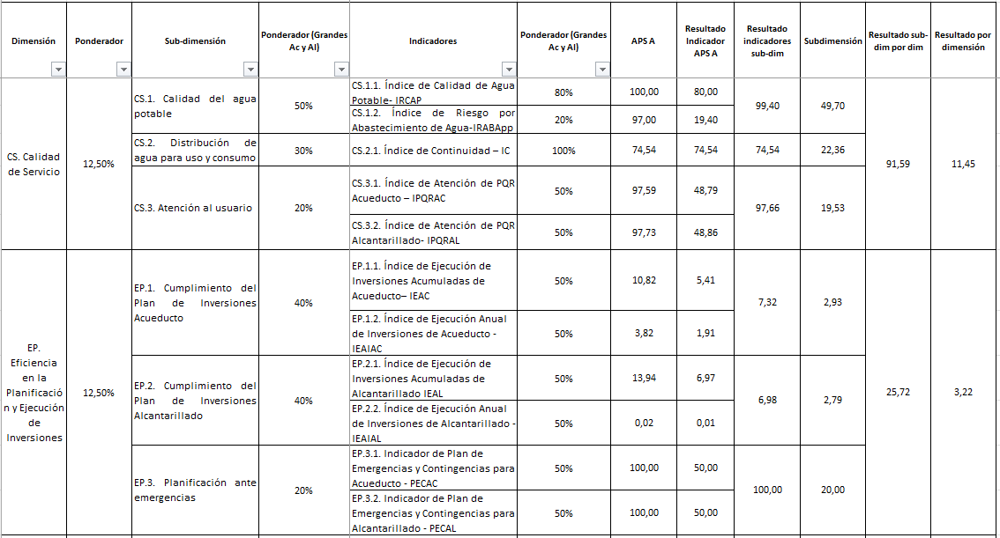 Dimensión
Ponderador
Sub-dimensión
Ponderador (Grandes
Ac y Al)
Indicadores
Ponderador (Grandes
Ac y Al)
APS A
Resultado
Indicador
APS A
Resultado
indicadores
sub-dim
Subdimensión
Resultado sub-
dim por dim
Resultado por
dimensión
CS. Calidad
de Servicio
12,50%
CS.1. Calidad del agua
potable
50%
CS.1.1. Índice de Calidad de Agua
Potable- IRCAP
80%
100,00
80,00
99,40
49,70
91,59
11,45
CS.1.2. Índice de Riesgo por
Abastecimiento de Agua-IRABApp
20%
97,00
19,40
CS.2. Distribución de
agua para uso y consumo
30%
CS.2.1. Índice de Continuidad – IC
100%
74,54
74,54
74,54
22,36
CS.3. Atención al usuario
20%
CS.3.1. Índice de Atención de PQR
Acueducto – IPQRAC
50%
97,59
48,79
97,66
19,53
CS.3.2. Índice de Atención de PQR
Alcantarillado- IPQRAL
50%
97,73
48,86
EP.
Eficiencia
en la
Planificació
n y Ejecución
de
Inversiones
12,50%
EP.1. Cumplimiento del
Plan de Inversiones
Acueducto
40%
EP.1.1. Índice de Ejecución de
Inversiones Acumuladas de
Acueducto– IEAC
50%
10,82
5,41
7,32
2,93
25,72
3,22
EP.1.2. Índice de Ejecución Anual
de Inversiones de Acueducto -
IEAIAC
50%
3,82
1,91
EP.2. Cumplimiento del
Plan de Inversiones
Alcantarillado
40%
EP.2.1. Índice de Ejecución de
Inversiones Acumuladas de
Alcantarillado IEAL
50%
13,94
6,97
6,98
2,79
EP.2.2. Índice de Ejecución Anual
de Inversiones de Alcantarillado -
IEAIAL
50%
0,02
0,01
EP.3. Planificación ante
emergencias
20%
EP.3.1. Indicador de Plan de
Emergencias y Contingencias para
Acueducto - PECAC
50%
100,00
50,00
100,00
20,00
EP.3.2. Indicador de Plan de
Emergencias y Contingencias para
Alcantarillado - PECAL
50%
100,00
50,00